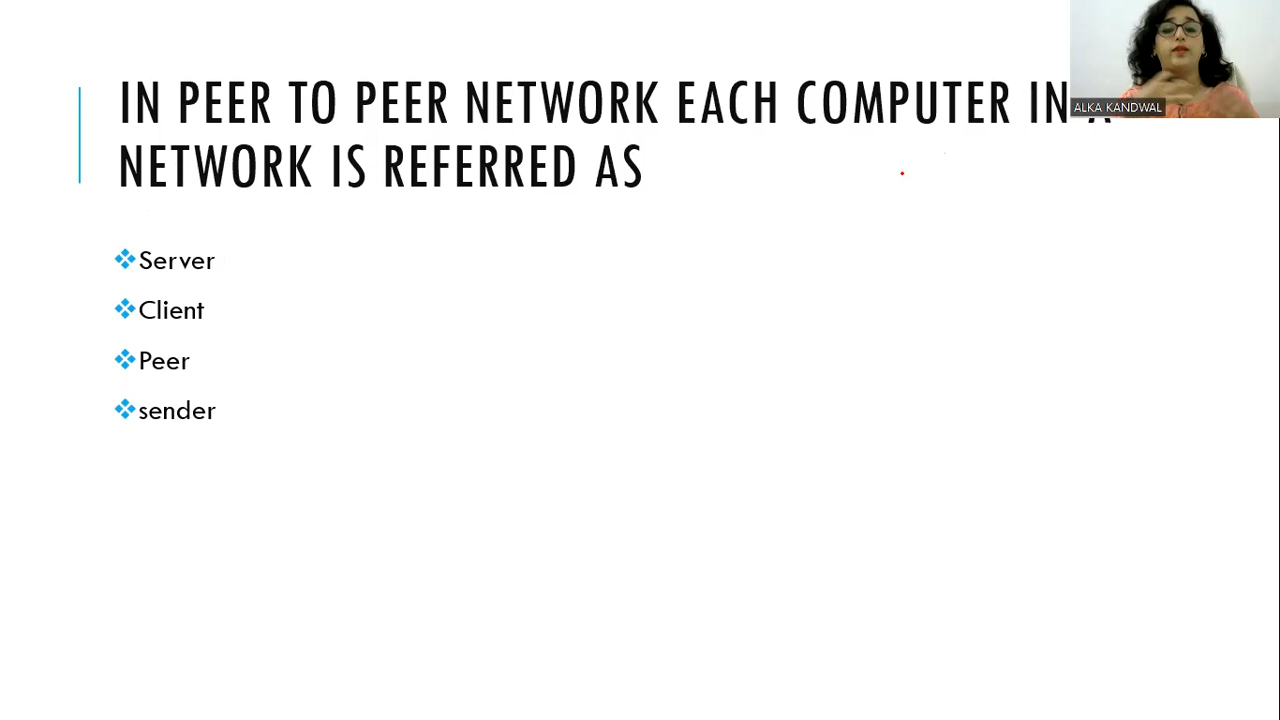 IN PEER TO PEER NETWORK EACH COMPUTER IN A
NETWORK IS REFERRED AS
Server
Client
Peer
sender
ALKA KANDWAL